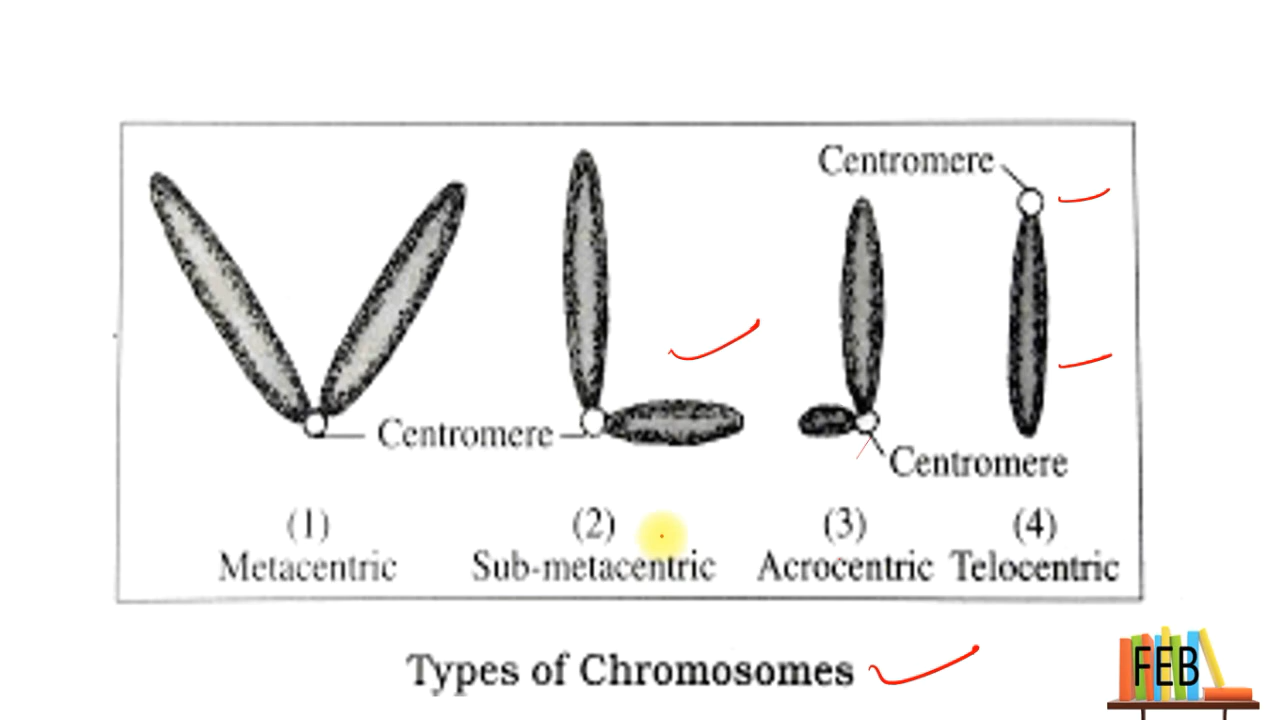 Centromere
Centromere
Centromere
(1) (2) (3) (4)
Metacentric Sub-metacentric Acrocentric Telocentric
Types of Chromosomes
FEB